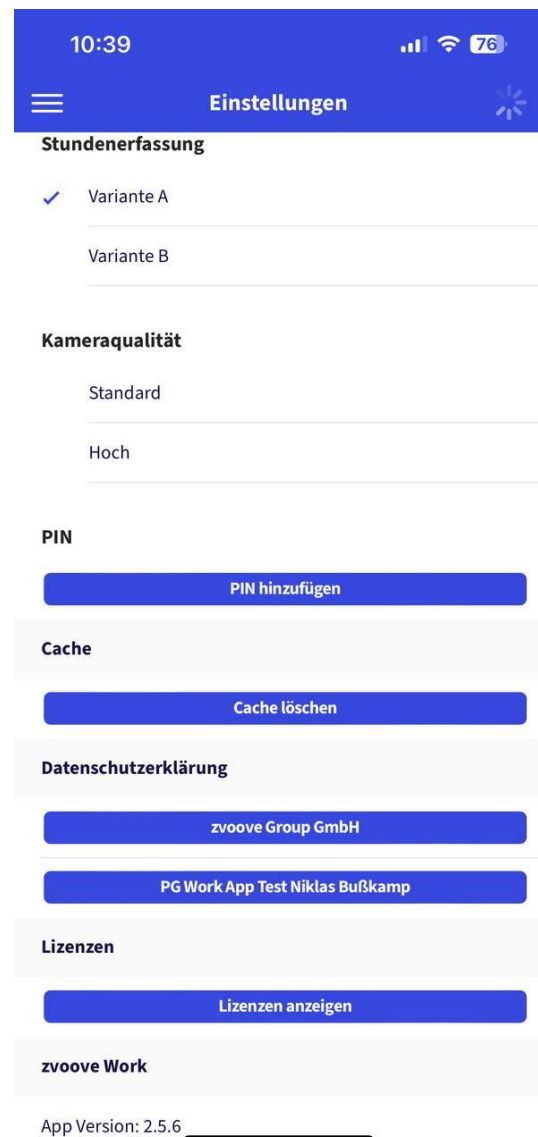 10:39
76
Einstellungen
Stundenerfassung
Variante A
Variante B
Kameraqualität
Standard
Hoch
PIN
PIN hinzufügen
Cache
Cache löschen
Datenschutzerklärung
zvoove Group GmbH
PG Work App Test Niklas Bußkamp
Lizenzen
Lizenzen anzeigen
zvoove Work
App Version: 2.5.6